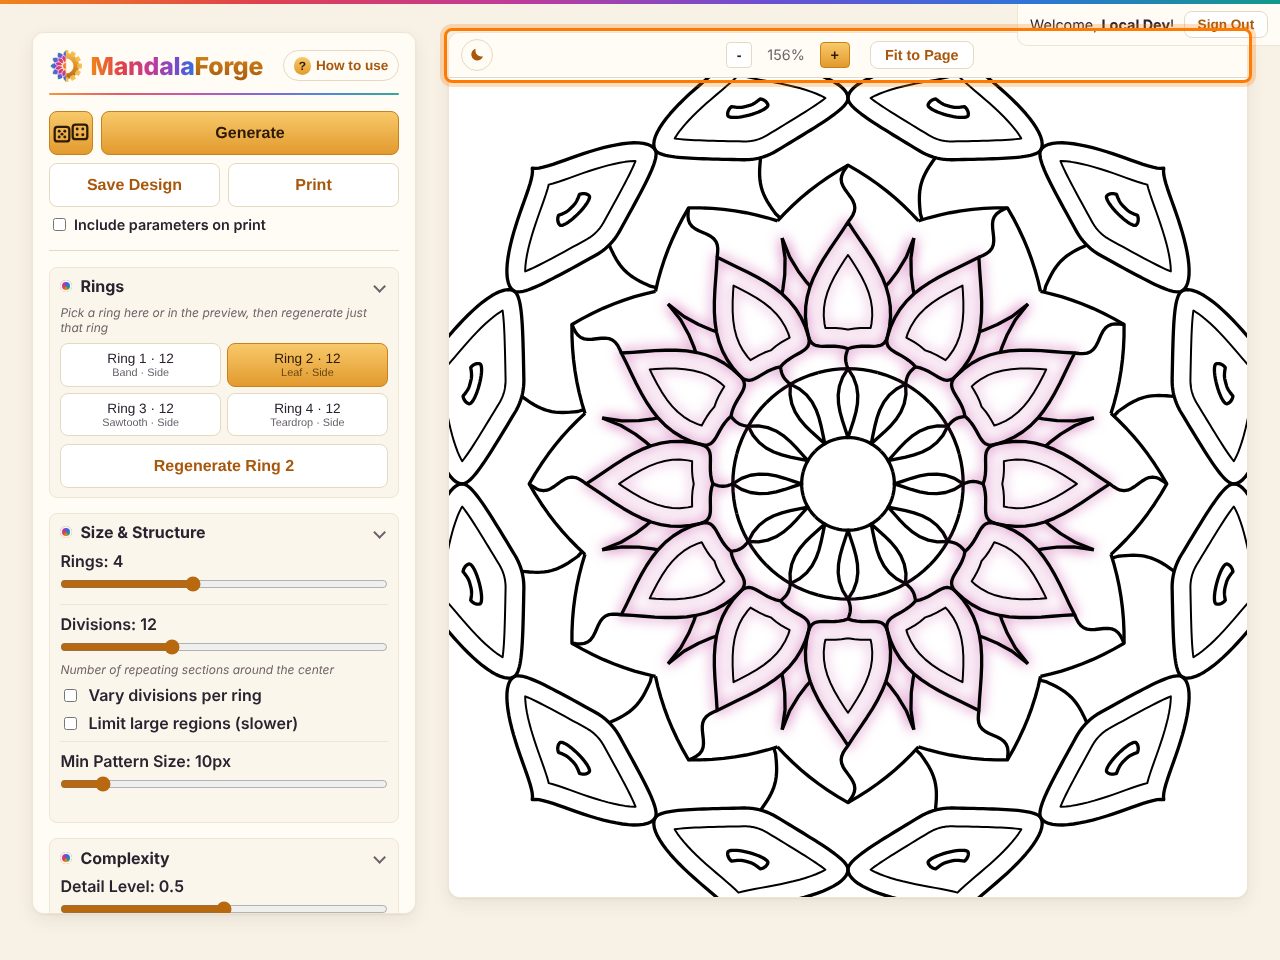 Welcome, Local Dev!
Sign Out
MandalaForge
? How to use
Generate
Save Design
Print
Include parameters on print
Rings
Pick a ring here or in the preview, then regenerate just
that ring
Ring 1 · 12
Band · Side
Ring 2 · 12
Leaf · Side
Ring 3 · 12
Sawtooth · Side
Ring 4 · 12
Teardrop · Side
Regenerate Ring 2
Size & Structure
Rings: 4
Divisions: 12
Number of repeating sections around the center
Vary divisions per ring
Limit large regions (slower)
Min Pattern Size: 10px
Complexity
Detail Level: 0.5
- 156% +
Fit to Page